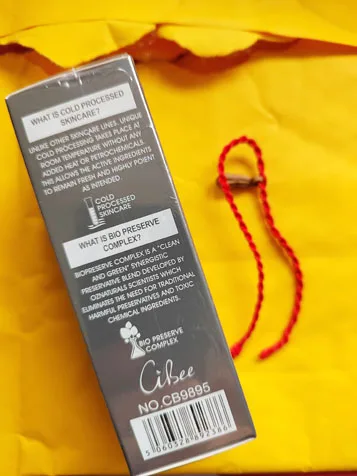 WHAT IS COLD PROCESSED
SKINCARE?
UNLIKE OTHER SKINCARE LINES, UNIQUE
COLD PROCESSING TAKES PLACE AT
ROOM TEMPERATURE WITHOUT ANY
ADDED HEAT OR PETROCHEMICALS.
THIS ALLOWS THE ACTIVE INGREDIENTS
TO REMAIN FRESH AND HIGHLY POIENT
AS INTENDED.
COLD
PROCESSED
SKINCARE
WHAT IS BIO PRESERVE
COMPLEX?
BIOPRESERVE COMPLEX IS A "CLEAN
AND GREEN" SYNERGISTIC
PRESERVATIVE BLEND DEVELOPED BY
OZNATURALS SCIENTISTS WHICH
ELIMINATES THE NEED FOR TRADITIONAL
HARMFUL PRESERVATIVES AND TOXIC
CHEMICAL INGREDIENTS.
BIO PRESERVE
COMPLEX
Cibee
NO.CB9895
5060328892366